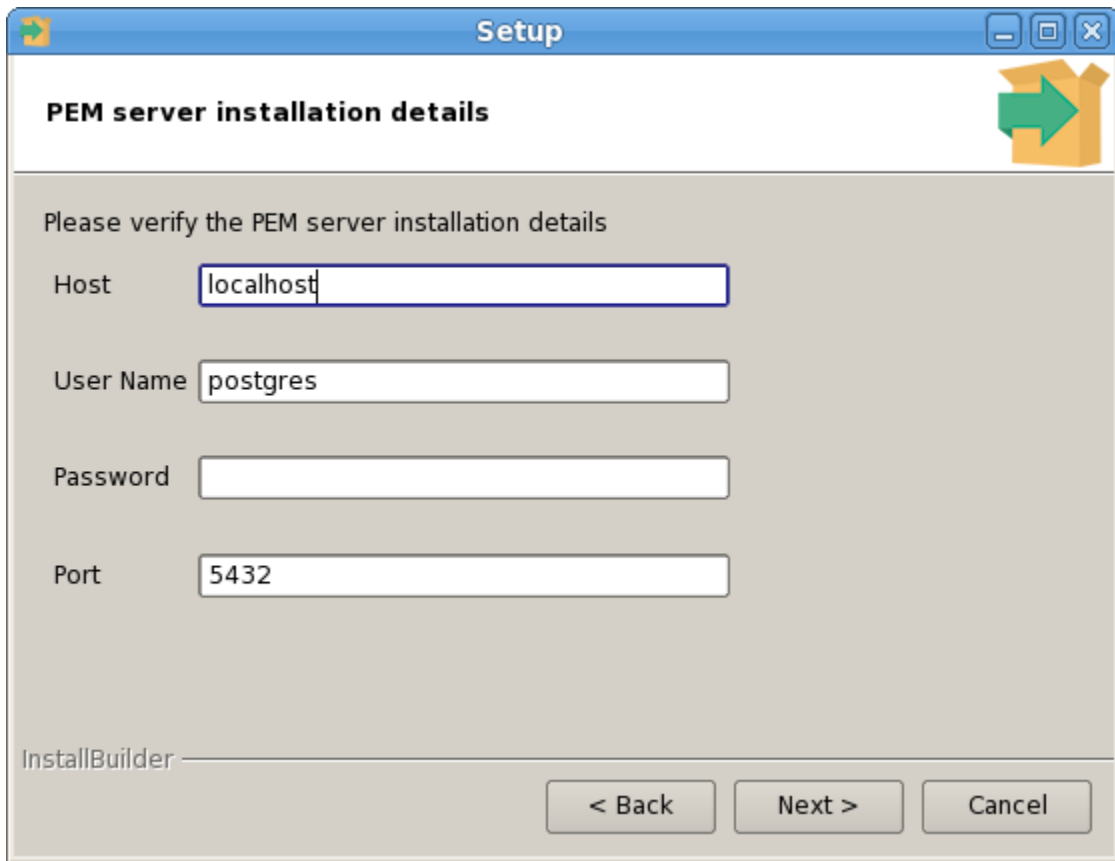 Setup
PEM server installation details
Please verify the PEM server installation details
Host localhost
User Name postgres
Password
Port 5432
InstallBuilder
< Back Next > Cancel